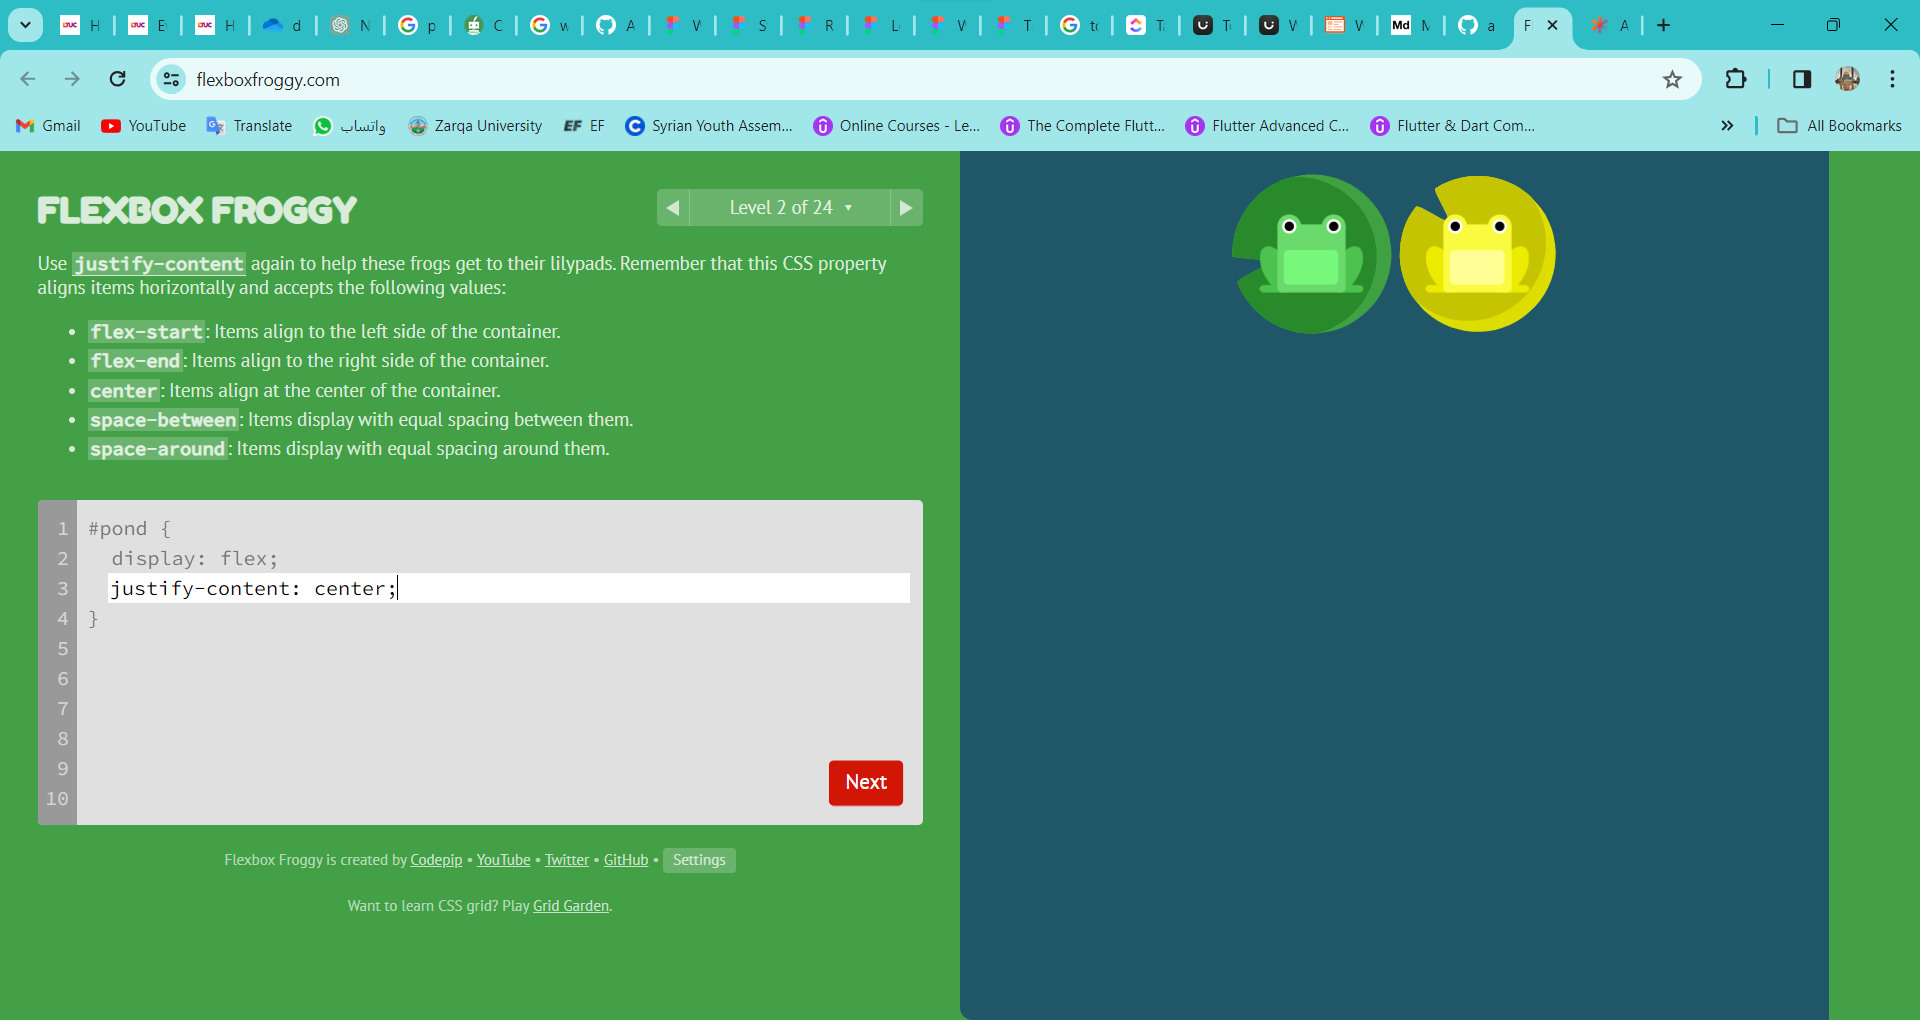 H E H d N p C w A V S R L V T to T T V V M a F A
flexboxfroggy.com
Gmail YouTube Translate واتساب Zarqa University EF EF Syrian Youth Assem... Online Courses - Le... The Complete Flutt... Flutter Advanced C... Flutter & Dart Com... » All Bookmarks
FLEXBOX FROGGY
Level 2 of 24
Use justify-content again to help these frogs get to their lilypads. Remember that this CSS property
aligns items horizontally and accepts the following values:
• flex-start: Items align to the left side of the container.
• flex-end: Items align to the right side of the container.
• center: Items align at the center of the container.
• space-between: Items display with equal spacing between them.
• space-around: Items display with equal spacing around them.
1 #pond {
2 display: flex;
3 justify-content: center;
4 }
5
6
7
8
9
10
Next
Flexbox Froggy is created by Codepip • YouTube • Twitter • GitHub • Settings
Want to learn CSS grid? Play Grid Garden.